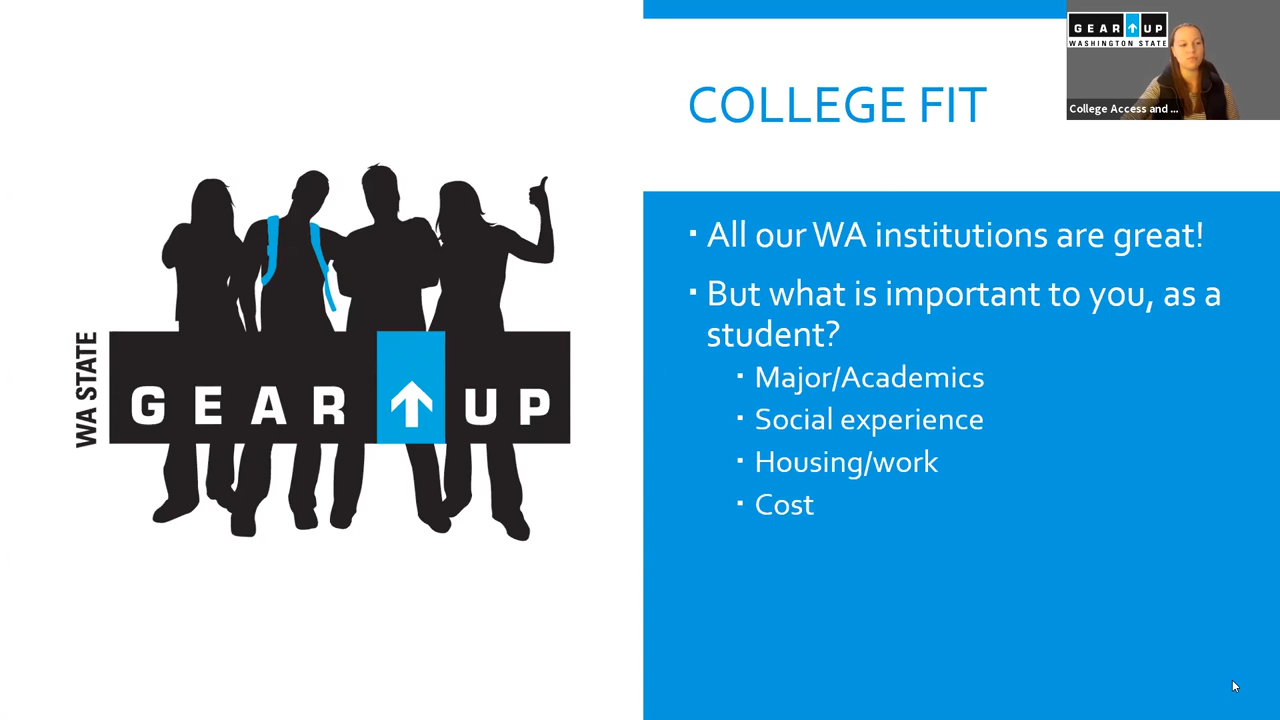 COLLEGE FIT
GEAR UP
WASHINGTON STATE
College Access and ...
WA STATE
GEAR UP
All our WA institutions are great!
But what is important to you, as a
student?
Major/Academics
Social experience
Housing/work
Cost